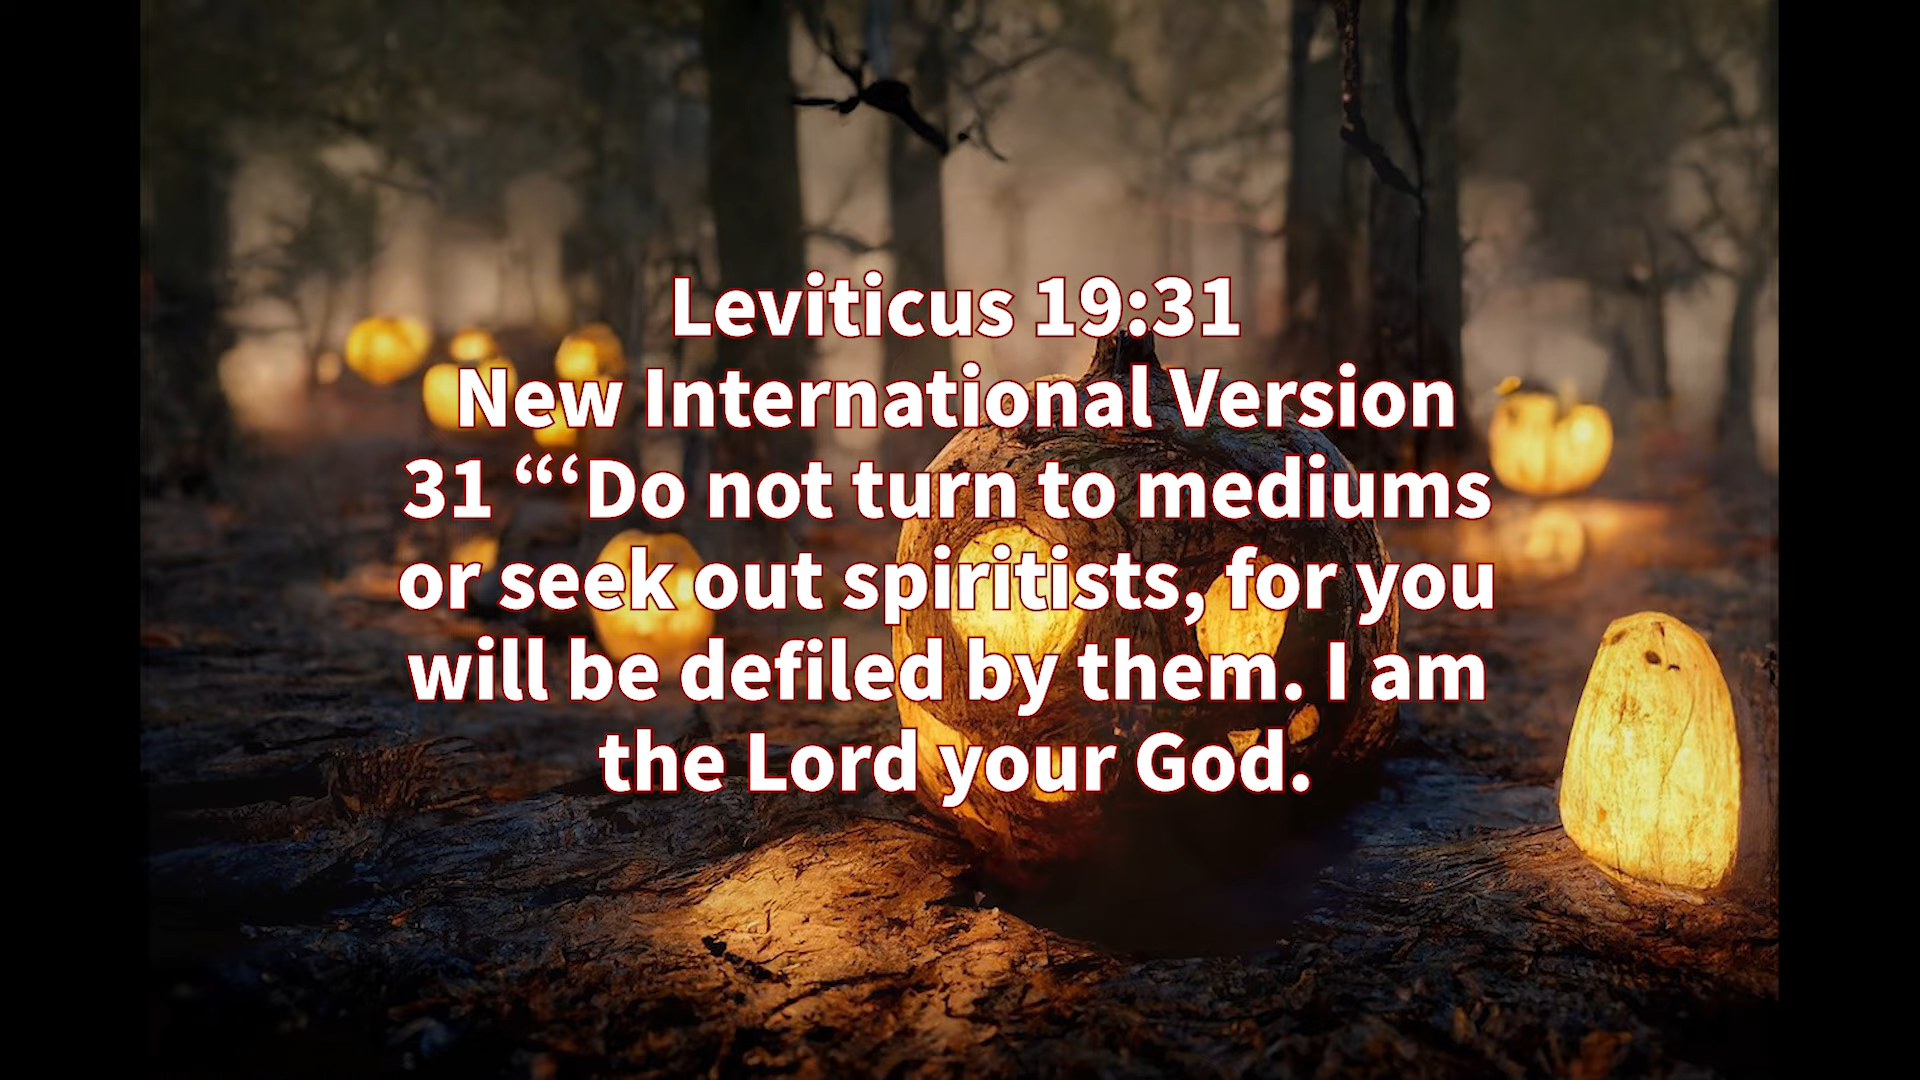 Leviticus 19:31
New International Version
31 “‘Do not turn to mediums
or seek out spiritists, for you
will be defiled by them. I am
the Lord your God.